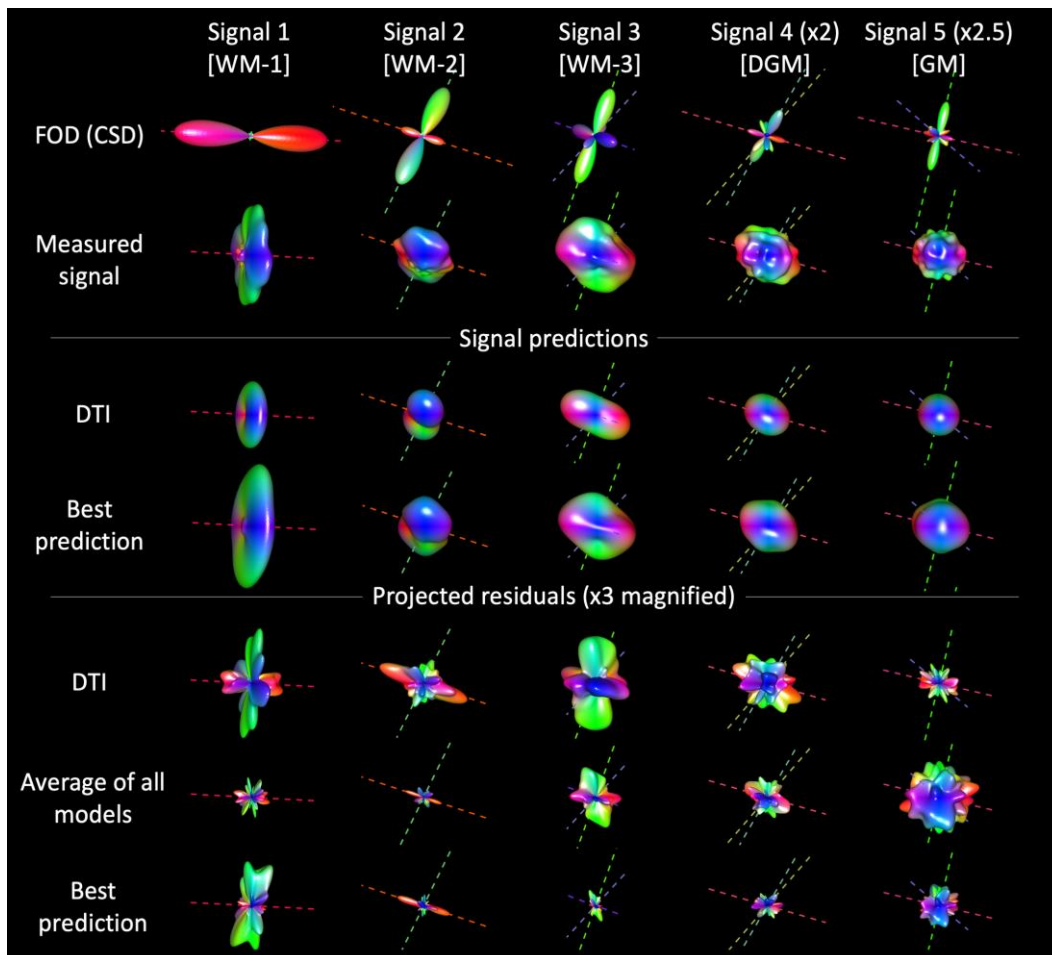 Signal 1
[WM-1]
Signal 2
[WM-2]
Signal 3
[WM-3]
Signal 4 (x2)
[DGM]
Signal 5 (x2.5)
[GM]
FOD (CSD)
Measured
signal
Signal predictions
DTI
Best
prediction
Projected residuals (x3 magnified)
DTI
Average of all
models
Best
prediction